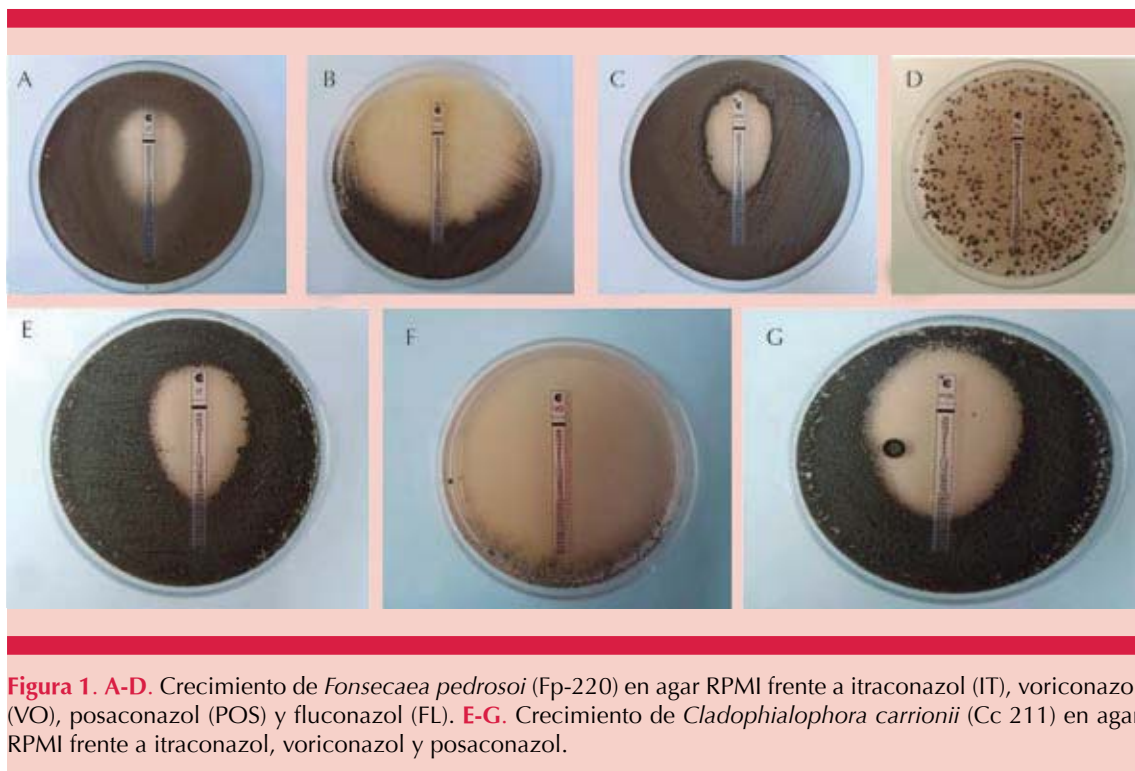 A
B
C
D
E
F
G
Figura 1. A-D. Crecimiento de Fonsecaea pedrosoi (Fp-220) en agar RPMI frente a itraconazol (IT), voriconazo
(VO), posaconazol (POS) y fluconazol (FL). E-G. Crecimiento de Cladophialophora carrionii (Cc 211) en agar
RPMI frente a itraconazol, voriconazol y posaconazol.